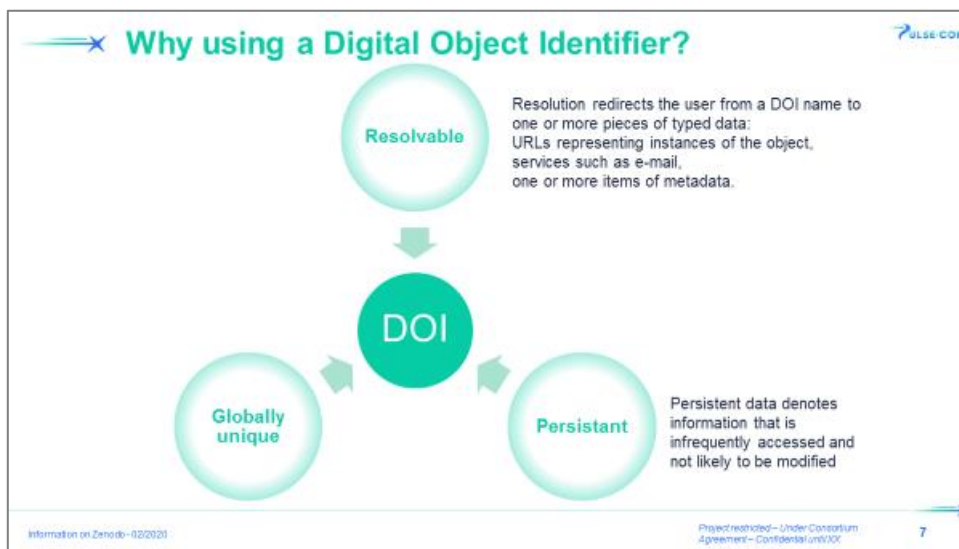 Why using a Digital Object Identifier?
Resolvable
Resolution redirects the user from a DOI name to
one or more pieces of typed data:
URLs representing instances of the object,
services such as e-mail,
one or more items of metadata.
DOI
Globally
unique
Persistant
Persistent data denotes
information that is
infrequently accessed and
not likely to be modified
Information on Zenodo - 02/2020
Project restricted – Under Consortium
Agreement – Confidential until XX
7